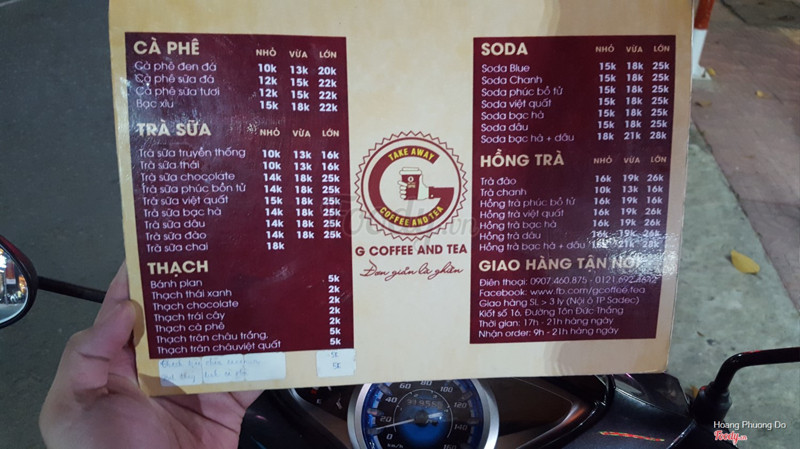 CÀ PHÊ NHỎ VỪA LỚN
Cà phê đen đá 10k 13k 20k
Cà phê sữa đá 12k 15k 22k
Cà phê sữa tươi 12k 15k 22k
Bạc xỉu 15k 18k 22k
TRÀ SỮA NHỎ VỪA LỚN
Trà sữa truyền thống 10k 13k 16k
Trà sữa thái 10k 13k 16k
Trà sữa chocolate 14k 18k 25k
Trà sữa phúc bồn tử 14k 18k 25k
Trà sữa việt quất 15k 18k 25k
Trà sữa bạc hà 14k 18k 25k
Trà sữa dâu 14k 18k 25k
Trà sữa đào 14k 18k 25k
Trà sữa chai 18k
THẠCH
Bánh plan 5k
Thạch thái xanh 2k
Thạch chocolate 2k
Thạch trái cây 2k
Thạch cà phê 2k
Thạch trân châu trắng. 5k
Thạch trân châu việt quất 5k
5k
5k
TAKE AWAY
COFFEE AND TEA
G COFFEE AND TEA
Đơn giản là ghiền
SODA NHỎ VỪA LỚN
Soda Blue 15k 18k 25k
Soda Chanh 15k 18k 25k
Soda phúc bồ tử 15k 18k 25k
Soda việt quất 15k 18k 25k
Soda bạc hà 15k 18k 25k
Soda dâu 15k 18k 25k
Soda bạc hà + dâu 18k 21k 28k
HỒNG TRÀ NHỎ VỪA LỚN
Trà đào 16k 19k 26k
Trà chanh 10k 13k 16k
Hồng trà phúc bồ tử 16k 19k 26k
Hồng trà việt quất 16k 19k 26k
Hồng trà dâu 16k 19k 26k
Hồng trà bạc hà 16k 19k 26k
Hồng trà bạc hà + dâu 18k 21k 28k
GIAO HÀNG TẬN NƠI
Điện thoại: 0907.460.875 - 0121.692.4
Facebook: www.fb.com/gcoffee.tea
Giao hàng SL > 3 ly (Nội ô TP Sadec)
Kiốt số 16, Đường Tôn Đức Thắng
Thời gian: 17h - 21h hàng ngày
Nhận order: 9h - 21h hàng ngày
Hoang Phuong Do
Foody.vn